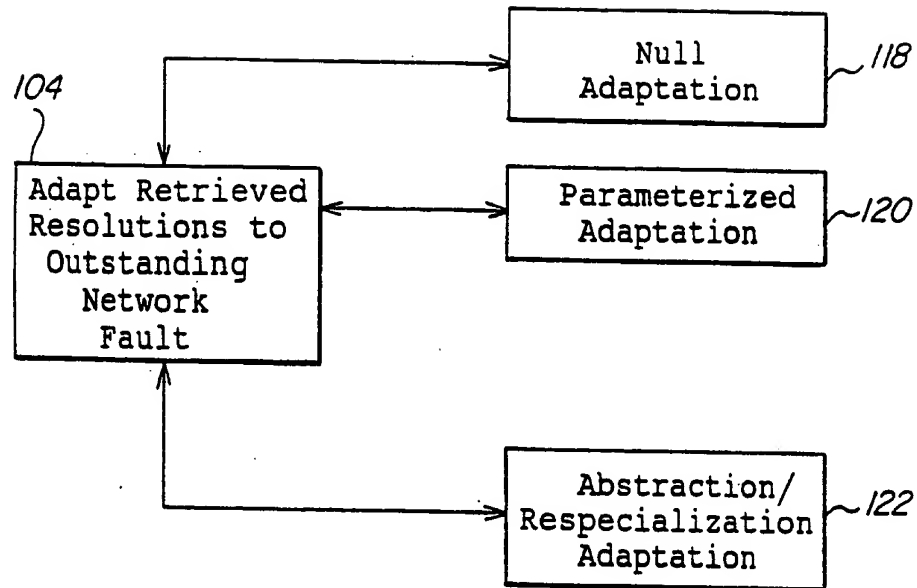 104
Adapt Retrieved
Resolutions to
Outstanding
Network
Fault
Null
Adaptation
118
Parameterized
Adaptation
120
Abstraction/
Respecialization
Adaptation
122